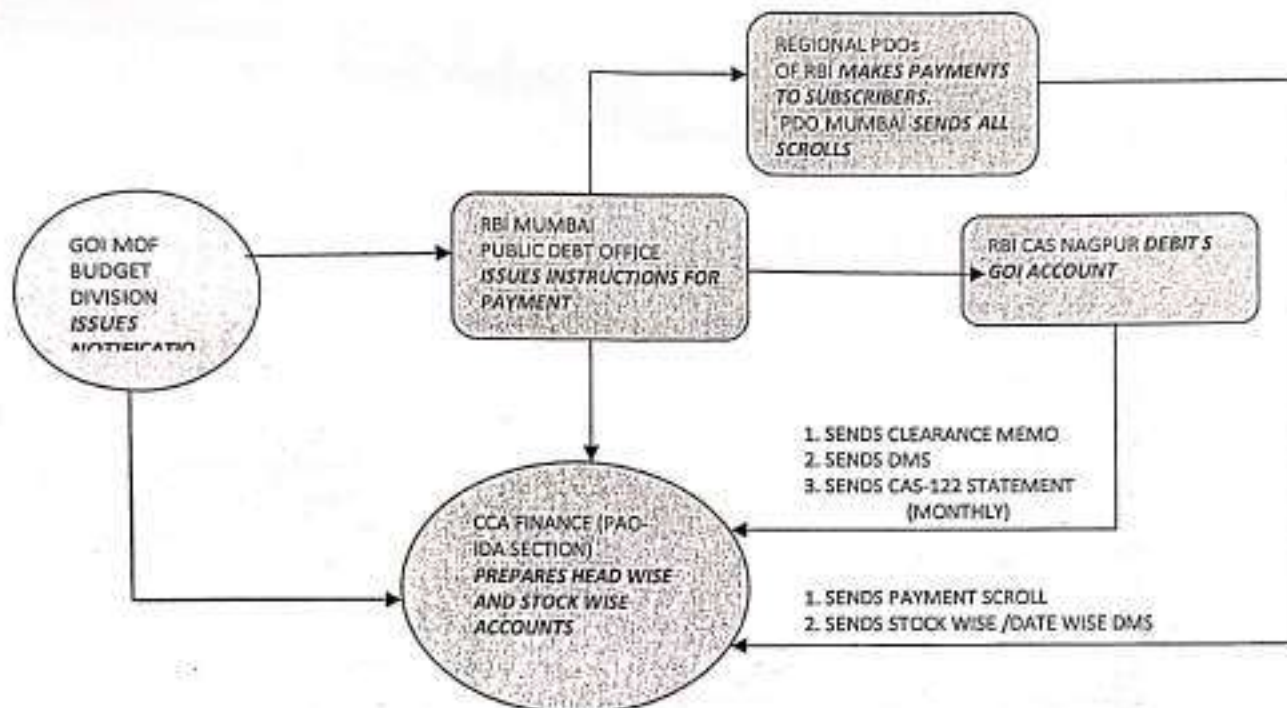 REGIONAL PDOs
OF RBI MAKES PAYMENTS
TO SUBSCRIBERS.
PDO MUMBAI SENDS ALL
SCROLLS
GOI MOF
BUDGET
DIVISION
ISSUES
NOTIFICATIO
RBI MUMBAI
PUBLIC DEBT OFFICE
ISSUES INSTRUCTIONS FOR
PAYMENT.
RBI CAS NAGPUR DEBIT S
GOI ACCOUNT
1. SENDS CLEARANCE MEMO
2. SENDS DMS
3. SENDS CAS-122 STATEMENT
(MONTHLY)
CCA FINANCE (PAO-
IDA SECTION)
PREPARES HEAD WISE
AND STOCK WISE
ACCOUNTS
1. SENDS PAYMENT SCROLL
2. SENDS STOCK WISE /DATE WISE DMS